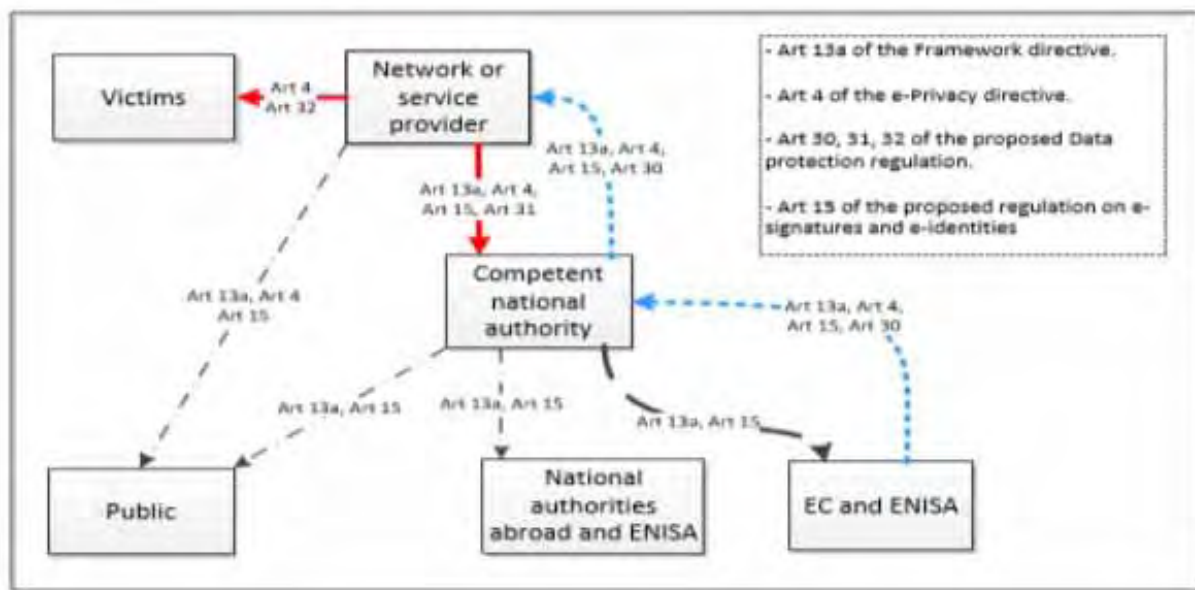 Victims
Art 4
Art 32
Network or
service
provider
Art 13a, Art 4,
Art 15, Art 30
Art 13a, Art 4,
Art 15, Art 31
- Art 13a of the Framework directive.
- Art 4 of the e-Privacy directive.
- Art 30, 31, 32 of the proposed Data
protection regulation.
- Art 15 of the proposed regulation on e-
signatures and e-identities
Art 13a, Art 4
Art 15
Competent
national
authority
Art 13a, Art 4,
Art 15, Art 30
Art 13a, Art 15
Art 13a, Art 15
Art 13a, Art 15
Public
National
authorities
abroad and ENISA
EC and ENISA